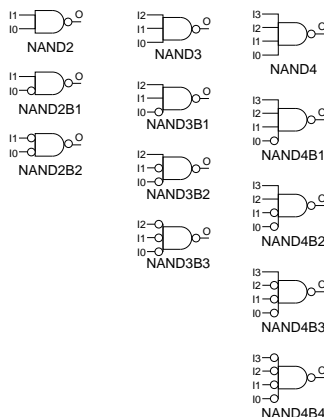 I1
I0
O
NAND2
I1
I0
O
NAND2B1
I1
I0
O
NAND2B2
I2
I1
I0
O
NAND3
I2
I1
I0
O
NAND3B1
I2
I1
I0
O
NAND3B2
I2
I1
I0
O
NAND3B3
I3
I2
I1
I0
O
NAND4
I3
I2
I1
I0
O
NAND4B1
I3
I2
I1
I0
O
NAND4B2
I3
I2
I1
I0
O
NAND4B3
I3
I2
I1
I0
O
NAND4B4